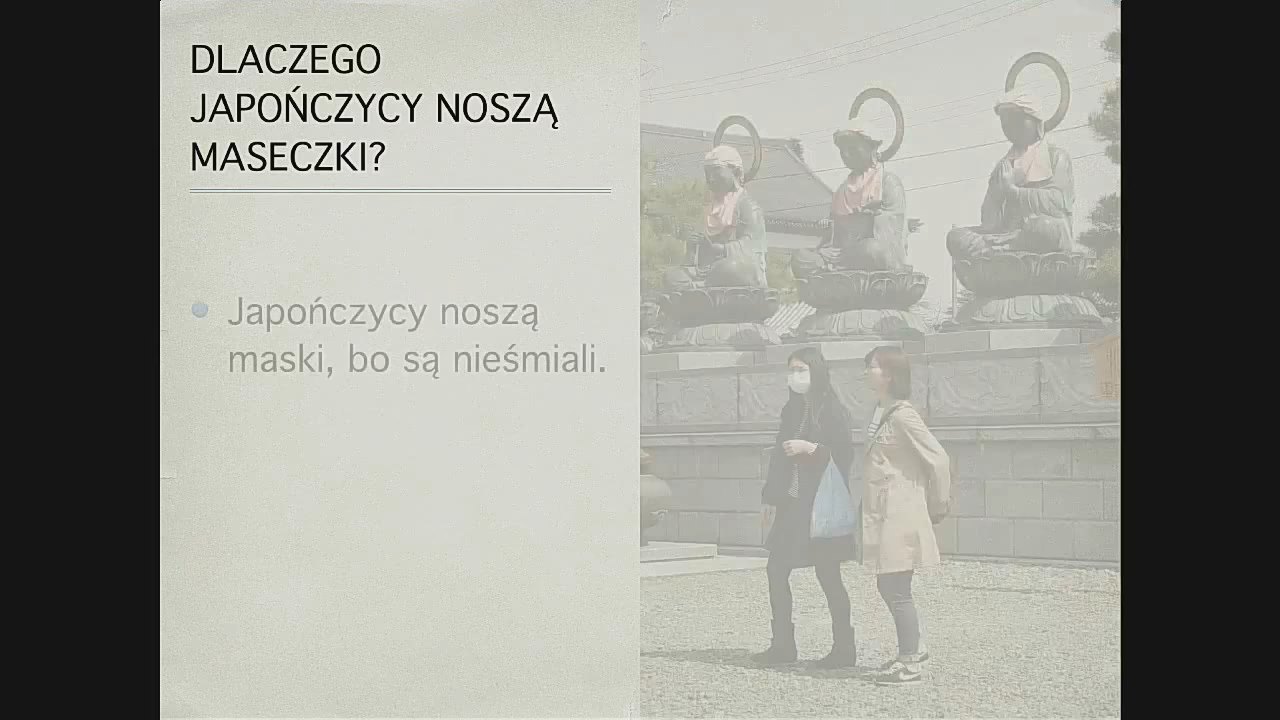 DLACZEGO
JAPOŃCZYCY NOSZĄ
MASECZKI?
Japończycy noszą
maski, bo są nieśmiali.